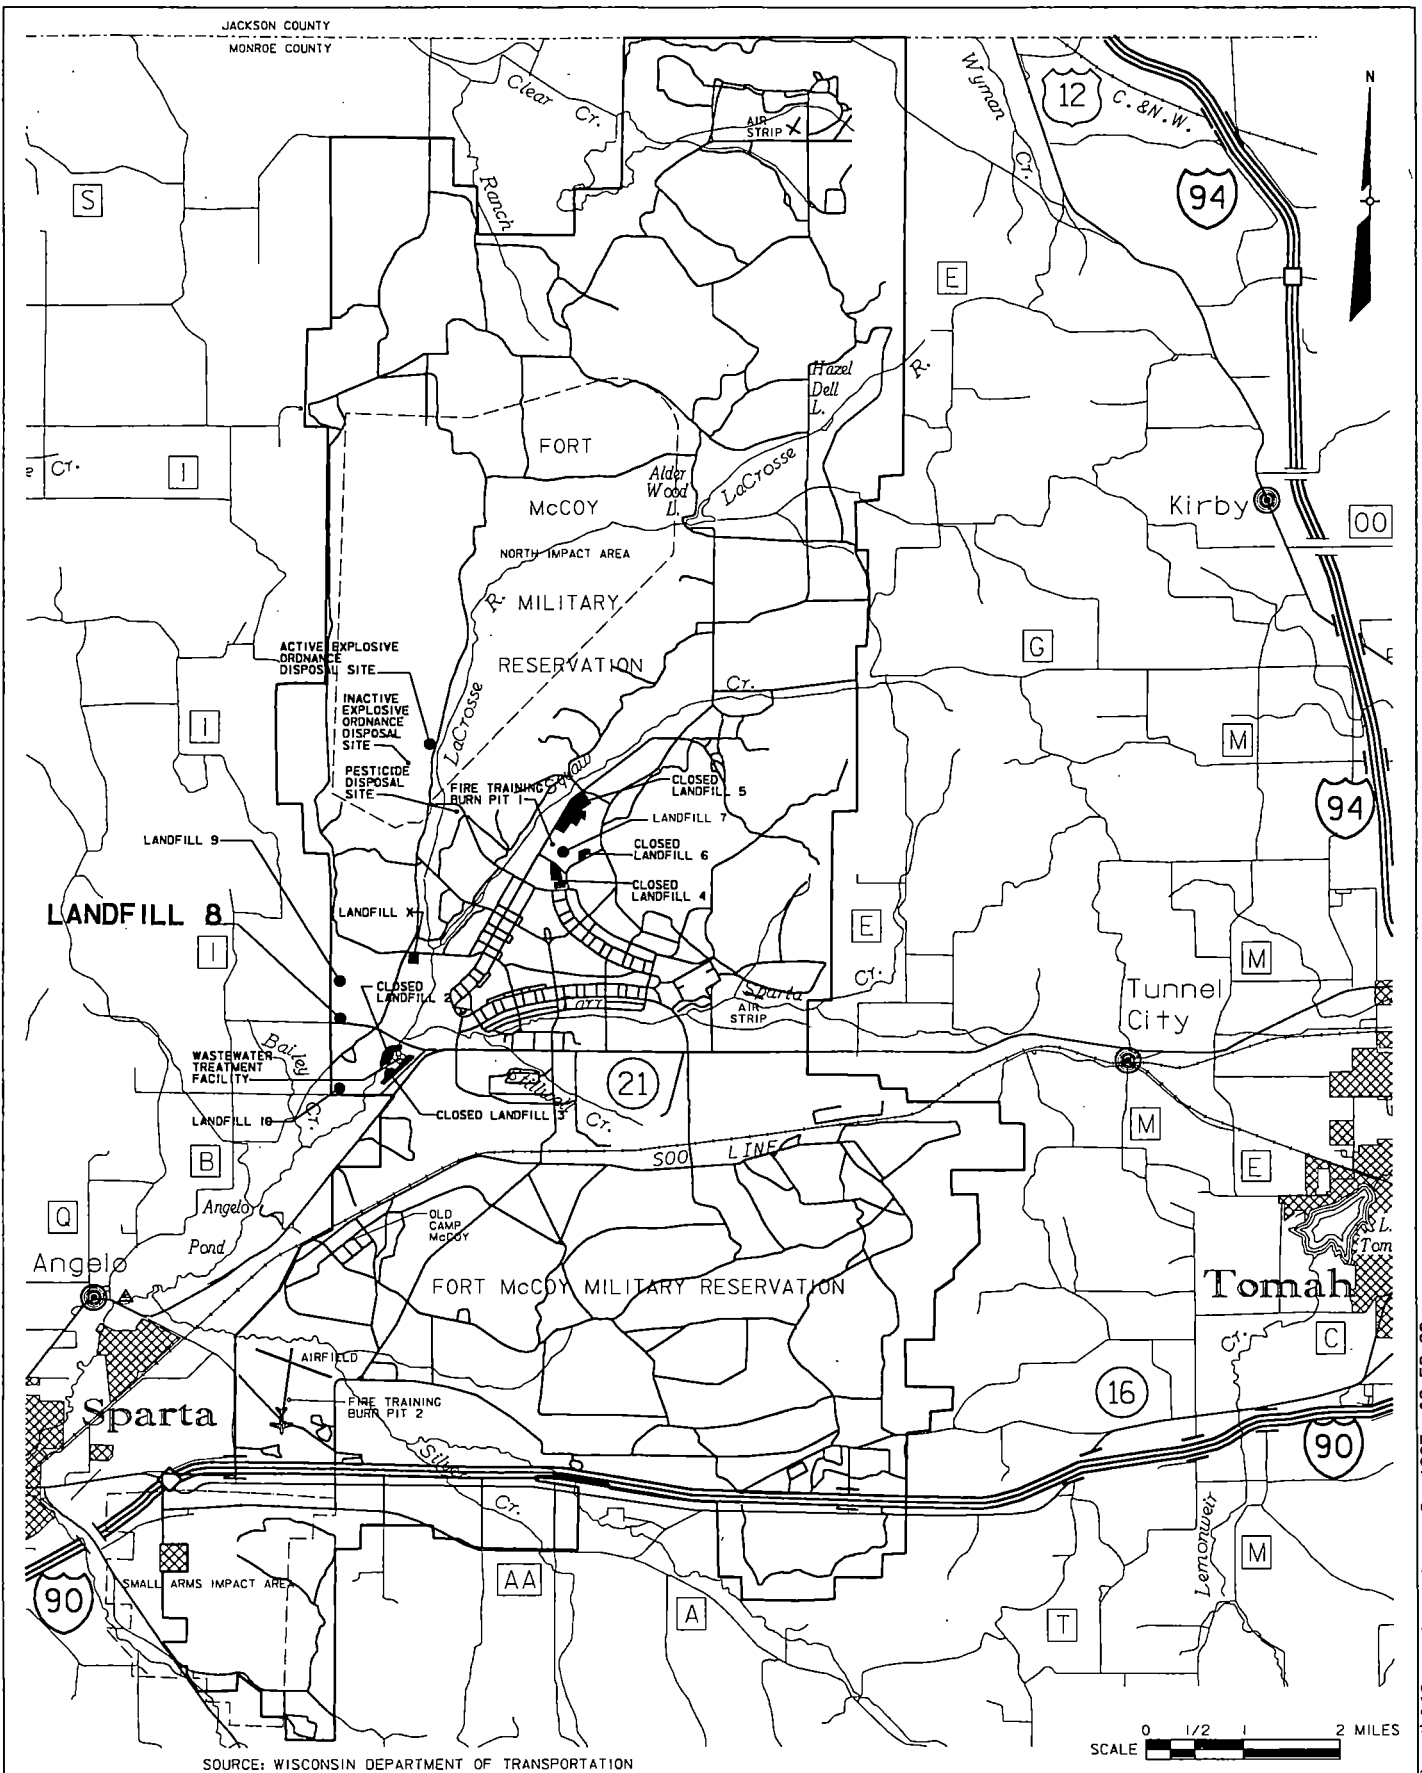 JACKSON COUNTY
MONROE COUNTY
Clear
Cr.
Wyman
Cr.
12
C. & N. W.
N
AIR
STRIP
S
Ranch
94
E
Hazel
Dell
L.
R.
FORT
Cr.
I
Alder
Wood
L.
LaCrosse
McCOY
Kirby
OO
NORTH IMPACT AREA
R.
MILITARY
ACTIVE EXPLOSIVE
ORDNANCE
DISPOSAL SITE
RESERVATION
G
Cr.
INACTIVE
EXPLOSIVE
ORDNANCE
DISPOSAL
SITE
I
LaCrosse
M
PESTICIDE
DISPOSAL
SITE
FIRE TRAINING
BURN PIT 1
Squaw
CLOSED
LANDFILL 5
94
LANDFILL 7
LANDFILL 9
CLOSED
LANDFILL 6
CLOSED
LANDFILL 4
LANDFILL 8
LANDFILL X
I
E
M
Cr.
CLOSED
LANDFILL 2
Sparta
AIR
STRIP
Tunnel
City
Bailey
Cr.
WASTEWATER
TREATMENT
FACILITY
21
Stillwell
Cr.
LANDFILL 10
CLOSED LANDFILL 3
M
SOO LINE
B
E
Q
Angelo
Pond
OLD
CAMP
McCOY
L.
Tom
Angelo
FORT McCOY MILITARY RESERVATION
Tomah
Cr.
C
AIRFIELD
16
FIRE TRAINING
BURN PIT 2
Sparta
90
Silver
Cr.
Lemonweir
M
AA
SMALL ARMS IMPACT AREA
90
A
T
0 1/2 1 2 MILES
SCALE
SOURCE: WISCONSIN DEPARTMENT OF TRANSPORTATION